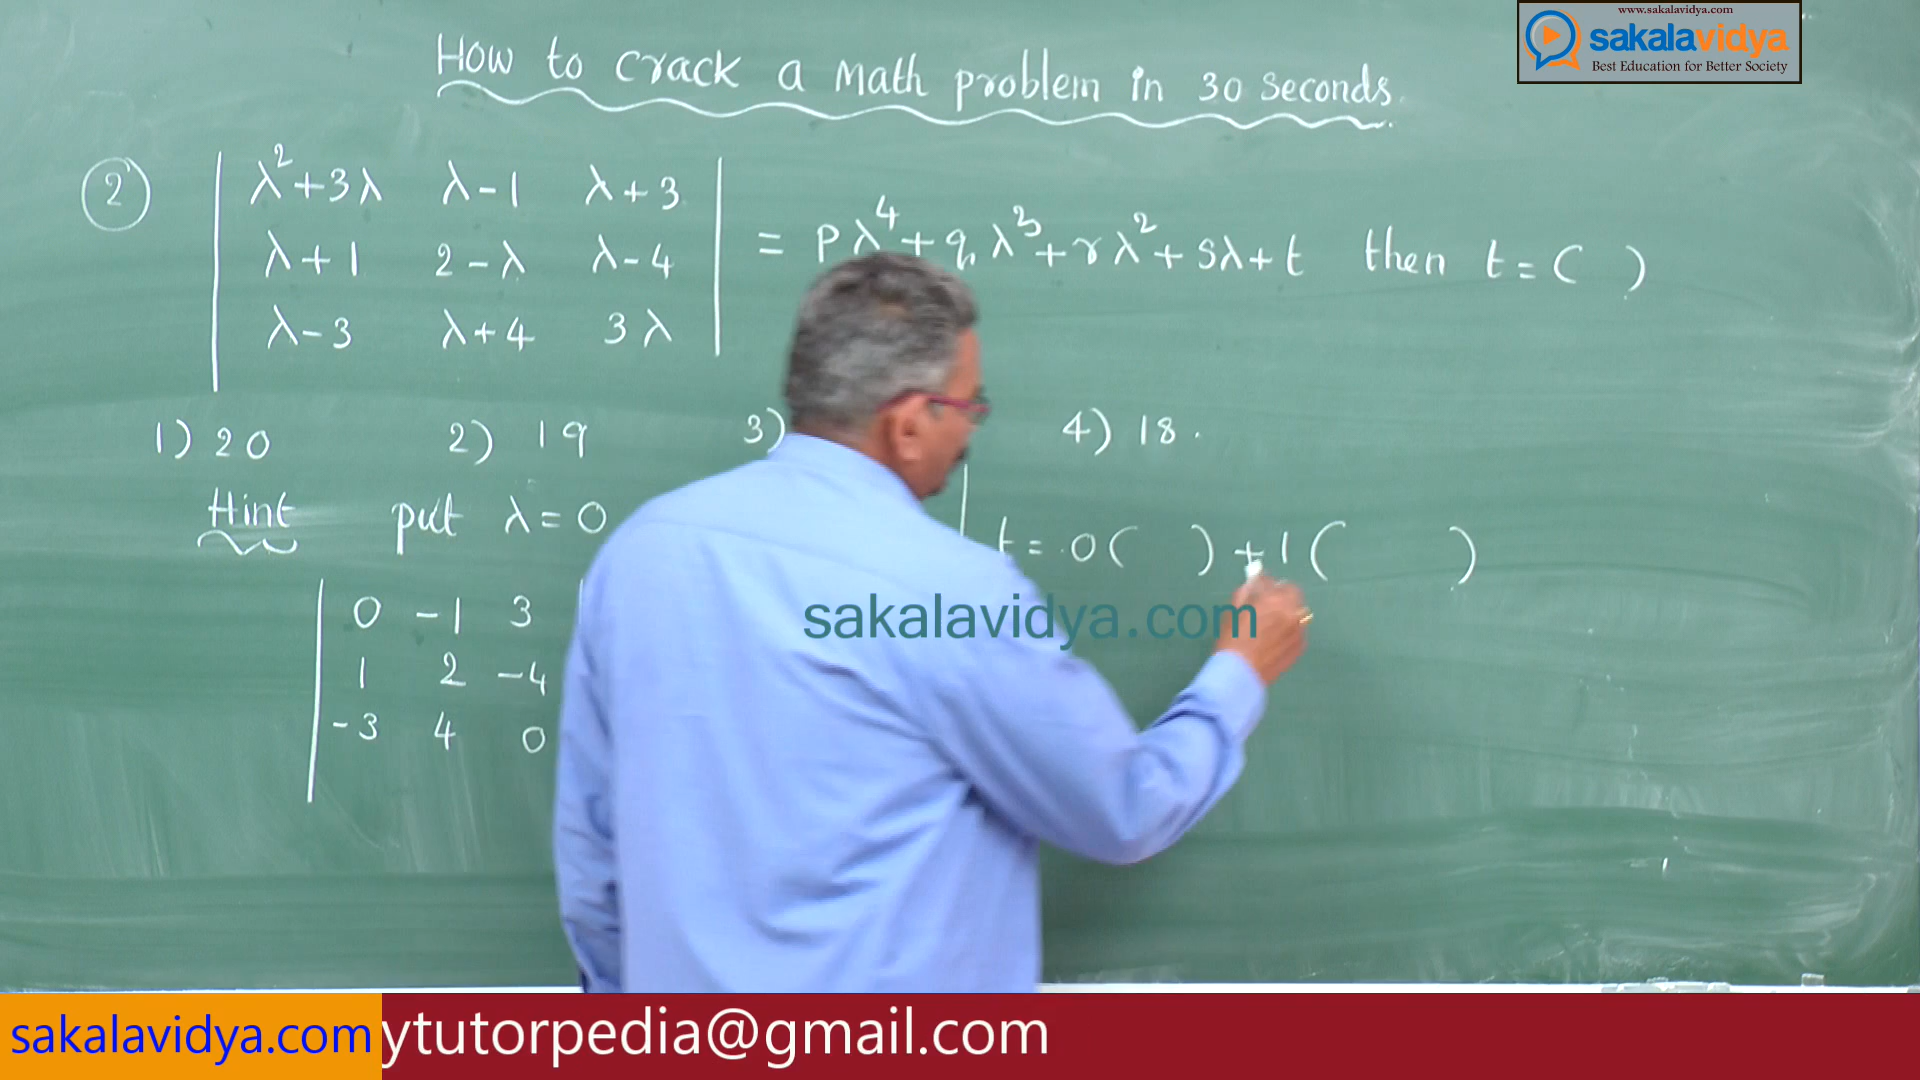 www.sakalavidya.com
sakalavidya
Best Education for Better Society
How to crack a math problem in 30 seconds.
2 λ²+3λ λ-1 λ+3
λ+1 2-λ λ-4 = pλ⁴+qλ³+rλ²+sλ+t then t=( )
λ-3 λ+4 3λ
1) 20 2) 19 3) 4) 18.
Hint put λ=0 t=0( )+1( )
0 -1 3
1 2 -4
-3 4 0
sakalavidya.com
sakalavidya.com ytutorpedia@gmail.com